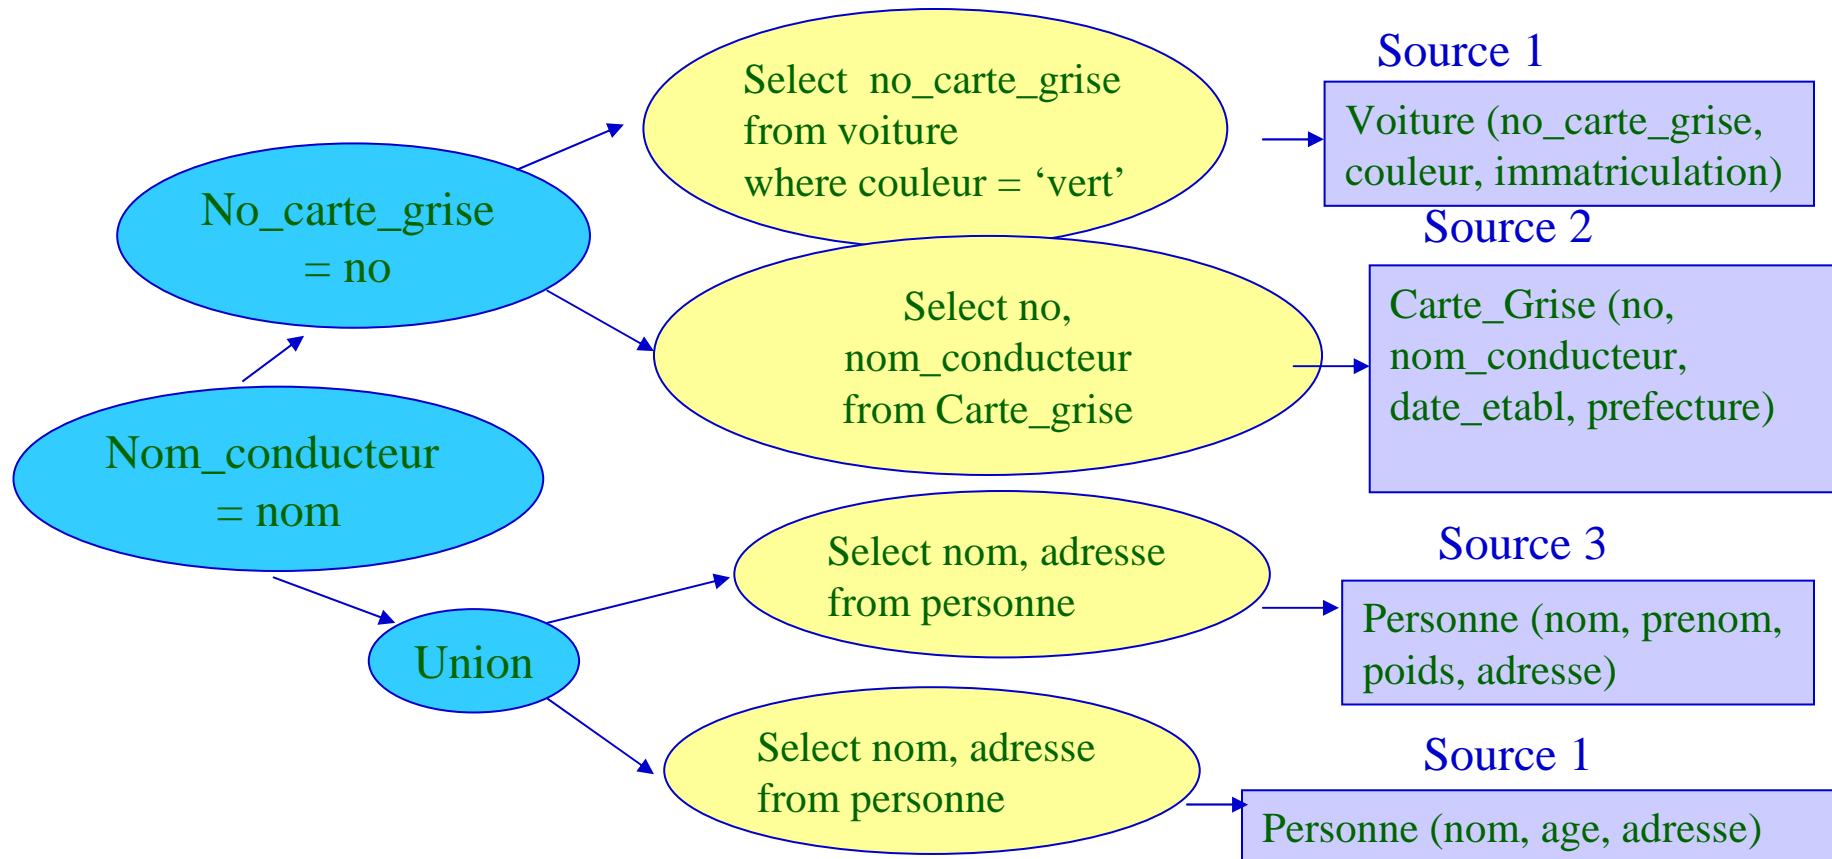 Source 1
Select no_carte_grise
from voiture
where couleur = ‘vert’
Voiture (no_carte_grise,
couleur, immatriculation)
No_carte_grise
= no
Source 2
Select no,
nom_conducteur
from Carte_grise
Carte_Grise (no,
nom_conducteur,
date_etabl, prefecture)
Nom_conducteur
= nom
Source 3
Select nom, adresse
from personne
Personne (nom, prenom,
poids, adresse)
Union
Source 1
Select nom, adresse
from personne
Personne (nom, age, adresse)